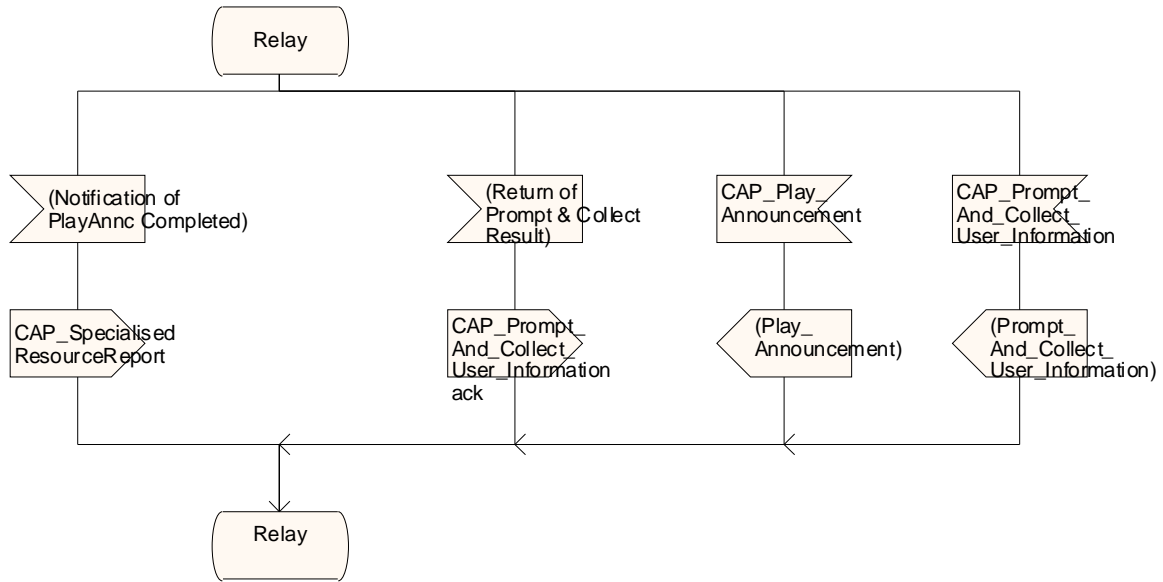 Relay
(Notification of
PlayAnnc Completed)
(Return of
Prompt & Collect
Result)
CAP_Play_
Announcement
CAP_Prompt_
And_Collect_
User_Information
CAP_Specialised
ResourceReport
CAP_Prompt_
And_Collect_
User_Information
ack
(Play_
Announcement)
(Prompt_
And_Collect_
User_Information)
Relay